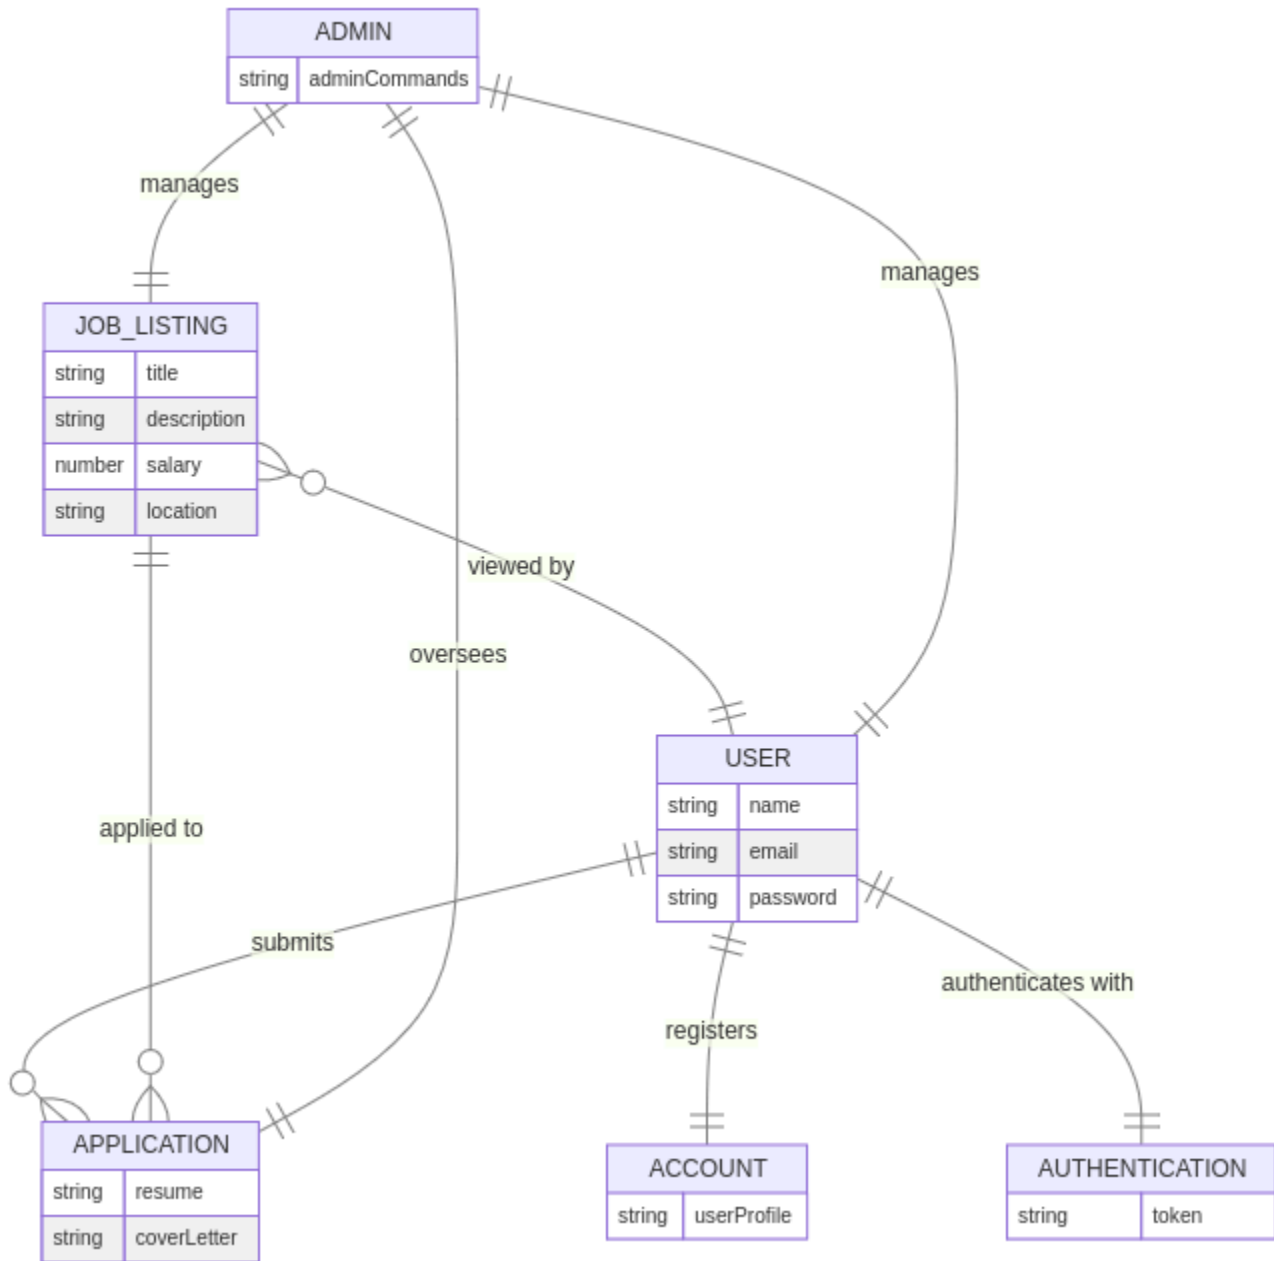 ADMIN
string adminCommands
manages
manages
JOB_LISTING
string title
string description
number salary
string location
viewed by
oversees
USER
string name
string email
string password
applied to
submits
authenticates with
registers
APPLICATION
string resume
string coverLetter
ACCOUNT
string userProfile
AUTHENTICATION
string token